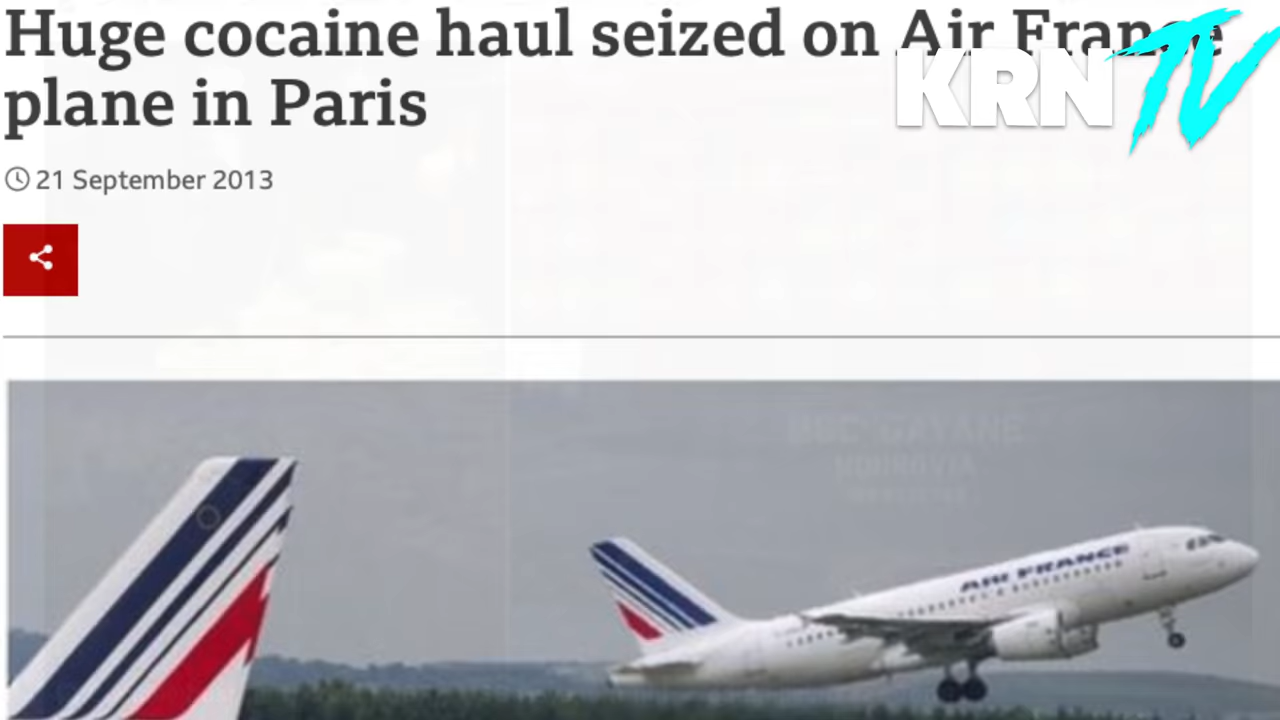 Huge cocaine haul seized on Air France
plane in Paris
KRN TV
21 September 2013
AIR FRANCE